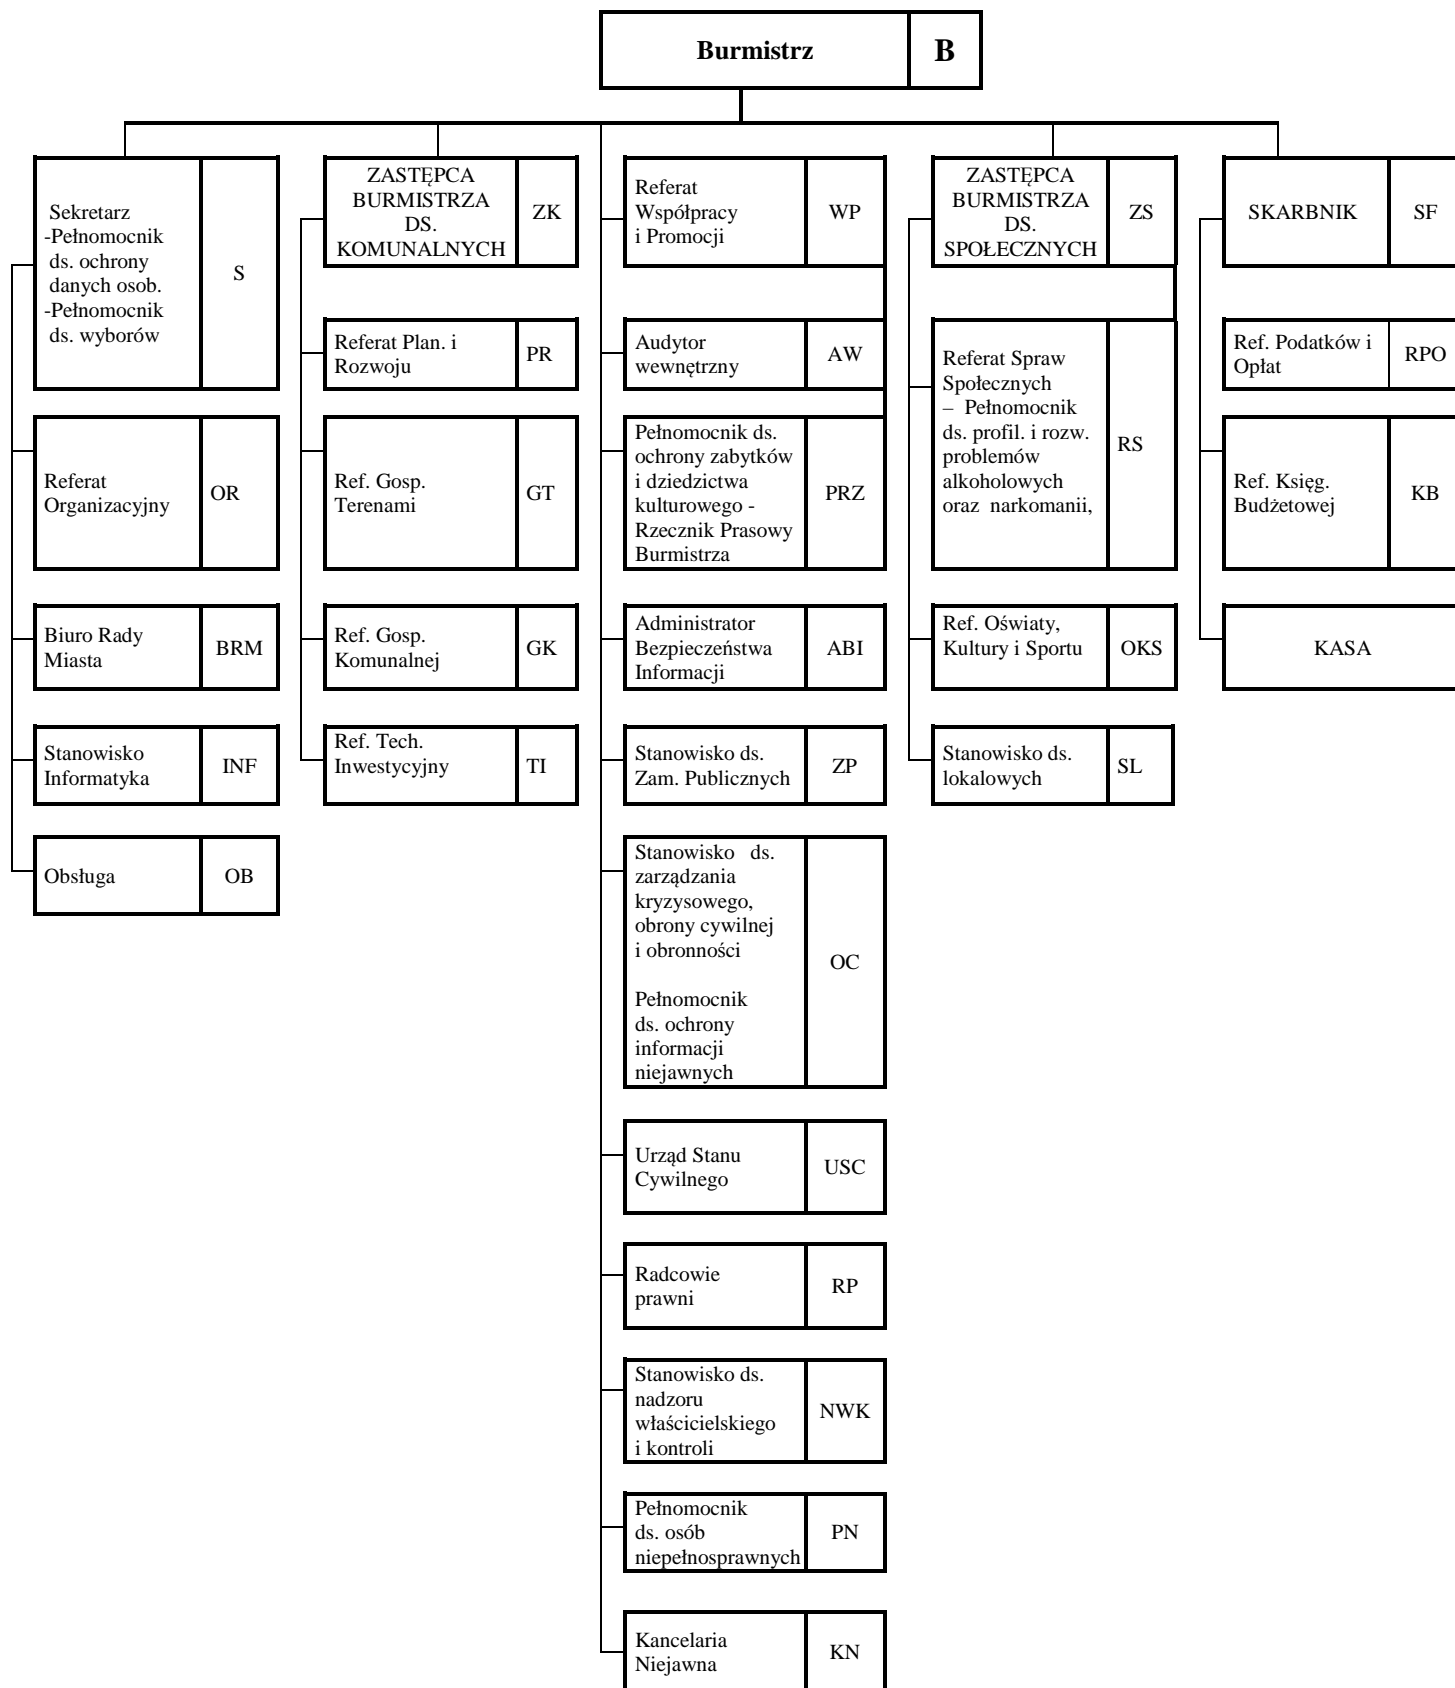 Burmistrz
B
Sekretarz
-Pełnomocnik
ds. ochrony
danych osob.
-Pełnomocnik
ds. wyborów
S
Referat
Organizacyjny
OR
Biuro Rady
Miasta
BRM
Stanowisko
Informatyka
INF
Obsługa
OB
ZASTĘPCA
BURMISTRZA
DS.
KOMUNALNYCH
ZK
Referat Plan. i
Rozwoju
PR
Ref. Gosp.
Terenami
GT
Ref. Gosp.
Komunalnej
GK
Ref. Tech.
Inwestycyjny
TI
Referat
Współpracy
i Promocji
WP
Audytor
wewnętrzny
AW
Pełnomocnik ds.
ochrony zabytków
i dziedzictwa
kulturowego -
Rzecznik Prasowy
Burmistrza
PRZ
Administrator
Bezpieczeństwa
Informacji
ABI
Stanowisko ds.
Zam. Publicznych
ZP
Stanowisko ds.
zarządzania
kryzysowego,
obrony cywilnej
i obronności
Pełnomocnik
ds. ochrony
informacji
niejawnych
OC
Urząd Stanu
Cywilnego
USC
Radcowie
prawni
RP
Stanowisko ds.
nadzoru
właścicielskiego
i kontroli
NWK
Pełnomocnik
ds. osób
niepełnosprawnych
PN
Kancelaria
Niejawna
KN
ZASTĘPCA
BURMISTRZA
DS.
SPOŁECZNYCH
ZS
Referat Spraw
Społecznych
– Pełnomocnik
ds. profil. i rozw.
problemów
alkoholowych
oraz narkomanii,
RS
Ref. Oświaty,
Kultury i Sportu
OKS
Stanowisko ds.
lokalowych
SL
SKARBNIK
SF
Ref. Podatków i
Opłat
RPO
Ref. Księg.
Budżetowej
KB
KASA